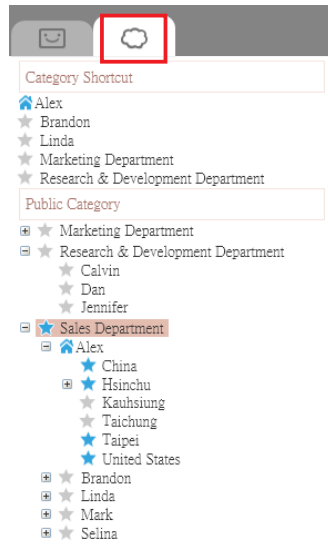 Category Shortcut
Alex
Brandon
Linda
Marketing Department
Research & Development Department
Public Category
Marketing Department
Research & Development Department
Calvin
Dan
Jennifer
Sales Department
Alex
China
Hsinchu
Kauhsiung
Taichung
Taipei
United States
Brandon
Linda
Mark
Selina